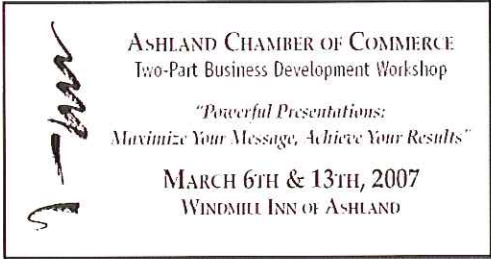 ASHLAND CHAMBER OF COMMERCE
Two-Part Business Development Workshop
"Powerful Presentations:
Maximize Your Message, Achieve Your Results"
MARCH 6TH & 13TH, 2007
WINDMILL INN OF ASHLAND